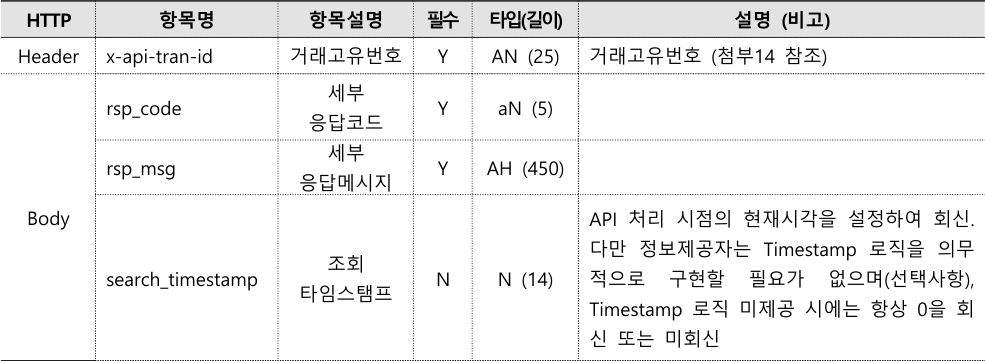 HTTP 항목명 항목설명 필수 타입(길이) 설명 (비고)
Header x-api-tran-id 거래고유번호 Y AN (25) 거래고유번호 (첨부14 참조)
Body
rsp_code 세부
응답코드 Y aN (5)
rsp_msg 세부
응답메시지 Y AH (450)
search_timestamp 조회
타임스탬프 N N (14)
API 처리 시점의 현재시각을 설정하여 회신.
다만 정보제공자는 Timestamp 로직을 의무
적으로 구현할 필요가 없으며(선택사항),
Timestamp 로직 미제공 시에는 항상 0을 회
신 또는 미회신